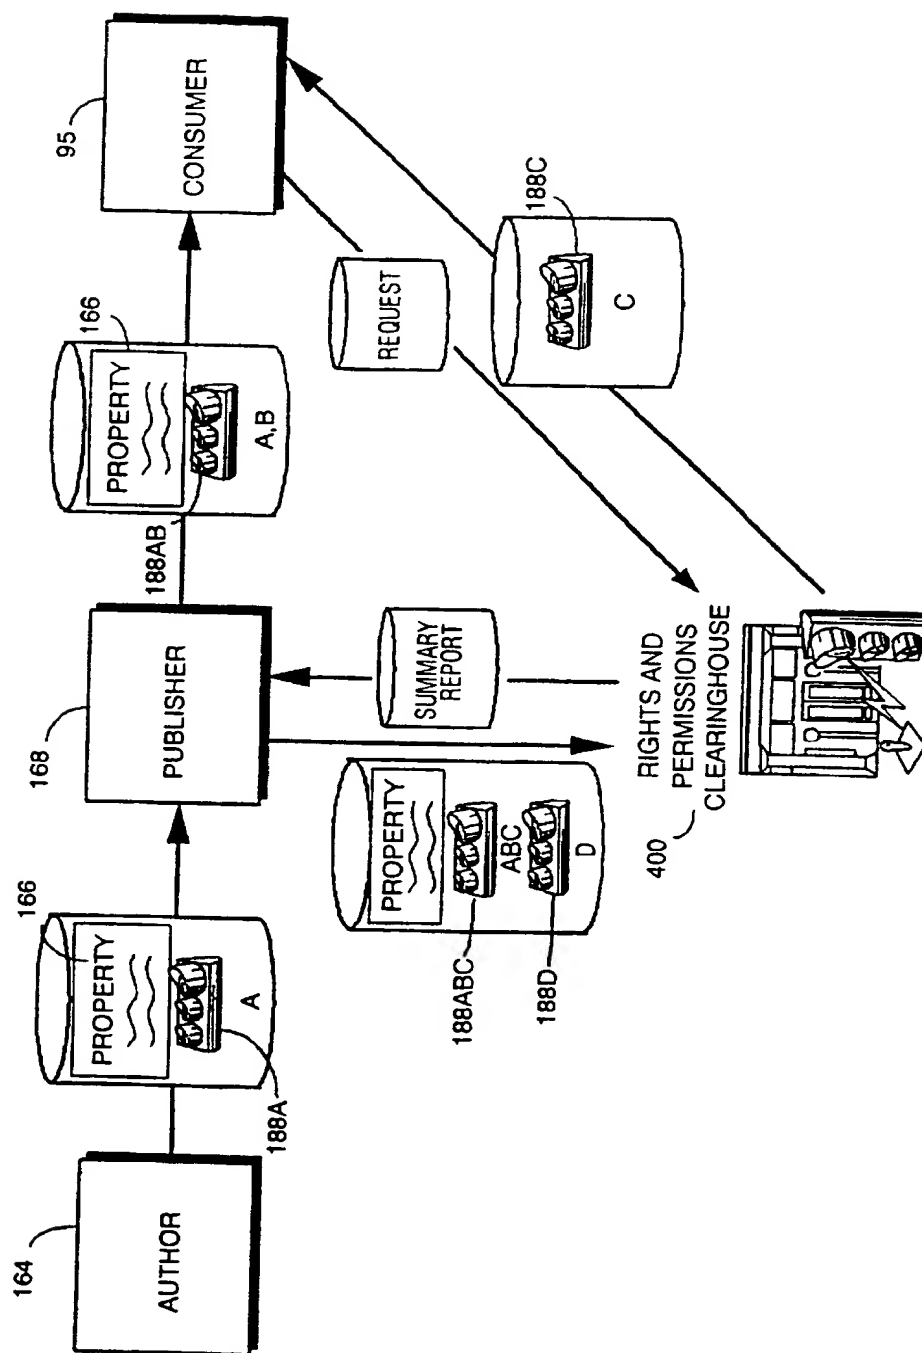 164
AUTHOR
166
PROPERTY
A
188A
168
PUBLISHER
188AB
166
PROPERTY
A,B
95
CONSUMER
PROPERTY
188ABC
ABC
188D
D
SUMMARY
REPORT
REQUEST
188C
C
400
RIGHTS AND
PERMISSIONS
CLEARINGHOUSE